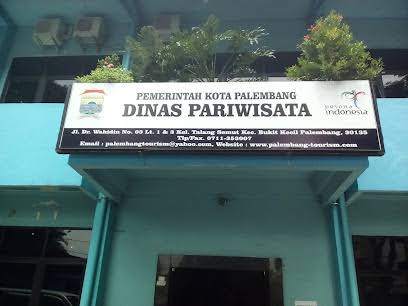 PEMERINTAH KOTA PALEMBANG
DINAS PARIWISATA
pesona
indonesia
Jl. Dr. Wahidin No. 03 Lt. 1 & 3 Kel. Talang Semut Kec. Bukit Kecil Palembang, 30135
Tlp/Fax. 0711-353007
Email : palembangtourism@yahoo.com, Website : www.palembang-tourism.com